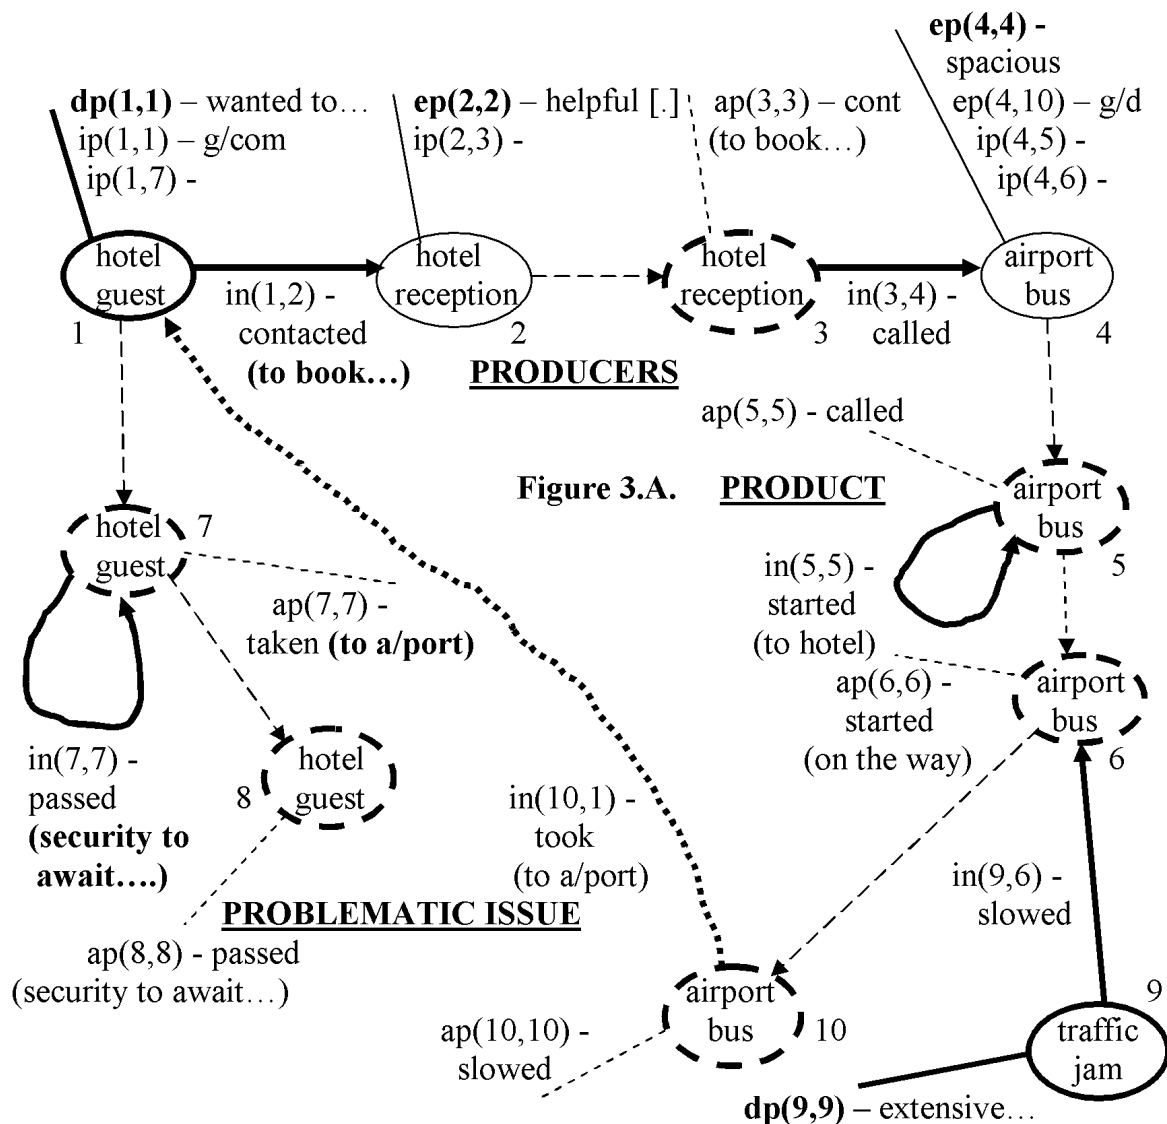 dp(1,1) – wanted to…
ip(1,1) – g/com
ip(1,7) -
ep(2,2) – helpful [.]
ip(2,3) -
ap(3,3) – cont
(to book…)
ep(4,4) -
spacious
ep(4,10) – g/d
ip(4,5) -
ip(4,6) -
hotel
guest
1
in(1,2) -
contacted
(to book…)
hotel
reception
2
hotel
reception
3
in(3,4) -
called
airport
bus
4
PRODUCERS
ap(5,5) - called
Figure 3.A. PRODUCT
airport
bus
5
in(5,5) -
started
(to hotel)
hotel
guest
7
ap(7,7) -
taken (to a/port)
ap(6,6) -
started
(on the way)
airport
bus
6
in(7,7) -
passed
(security to
await….)
hotel
guest
8
in(10,1) -
took
(to a/port)
in(9,6) -
slowed
PROBLEMATIC ISSUE
ap(8,8) - passed
(security to await…)
airport
bus
10
ap(10,10) -
slowed
9
traffic
jam
dp(9,9) – extensive…